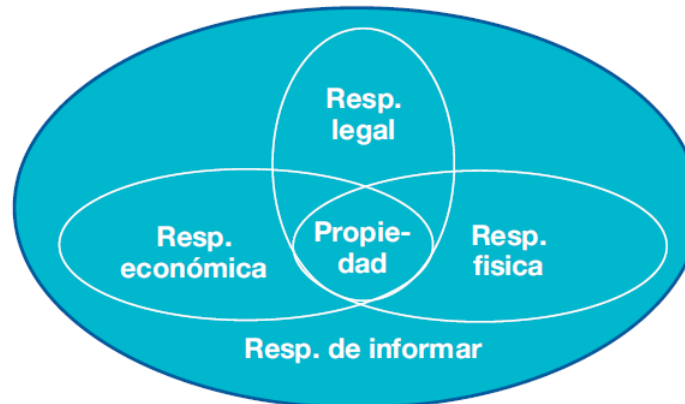 Resp.
legal
Resp.
económica
Propie-
dad
Resp.
fisica
Resp. de informar